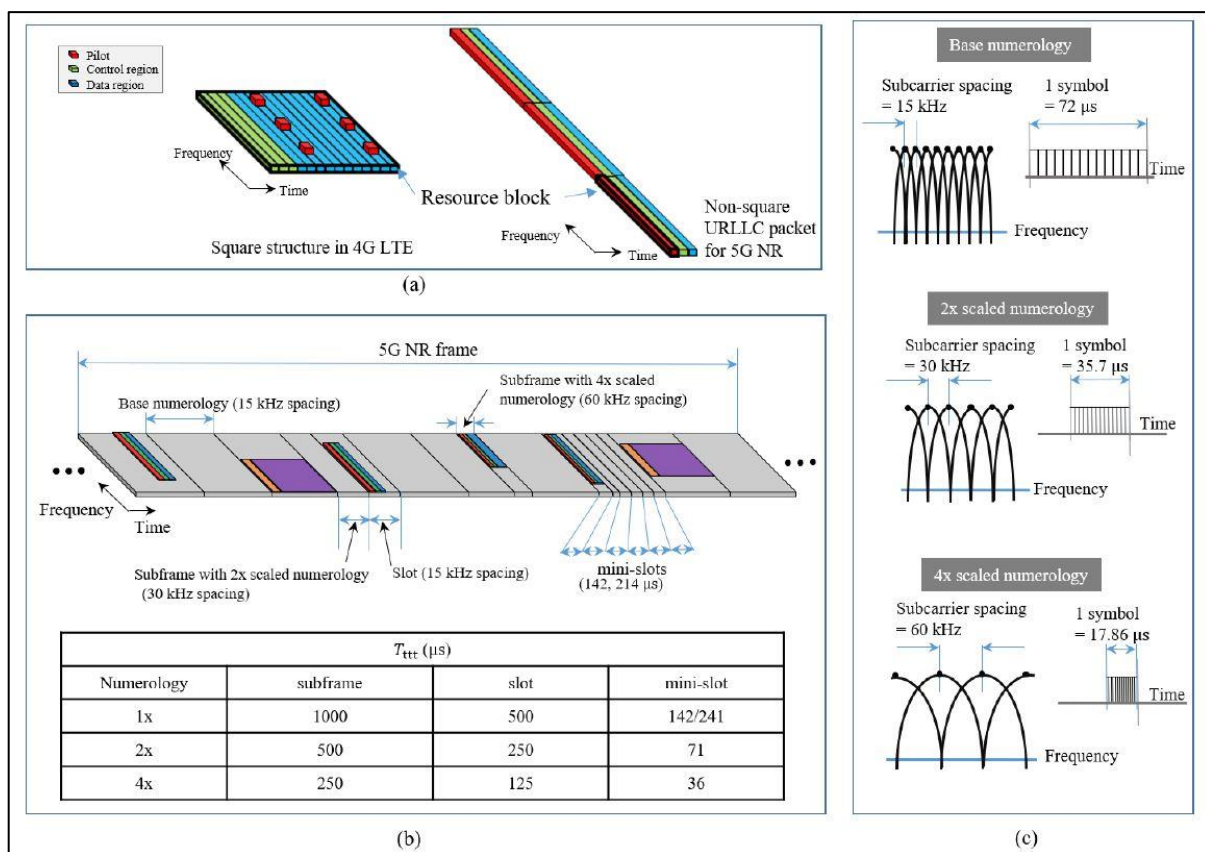 Pilot
Control region
Data region
Frequency
Time
Resource block
Square structure in 4G LTE
Frequency
Time
Non-square
URLLC packet
for 5G NR
(a)
5G NR frame
Base numerology (15 kHz spacing)
Subframe with 4x scaled
numerology (60 kHz spacing)
•••
•••
Frequency
Time
Subframe with 2x scaled numerology
(30 kHz spacing)
Slot (15 kHz spacing)
mini-slots
(142, 214 μs)
Tttt (μs)
Numerology subframe slot mini-slot
1x 1000 500 142/241
2x 500 250 71
4x 250 125 36
(b)
Base numerology
Subcarrier spacing
= 15 kHz
1 symbol
= 72 μs
Time
Frequency
2x scaled numerology
Subcarrier spacing
= 30 kHz
1 symbol
= 35.7 μs
Time
Frequency
4x scaled numerology
Subcarrier spacing
= 60 kHz
1 symbol
= 17.86 μs
Time
Frequency
(c)